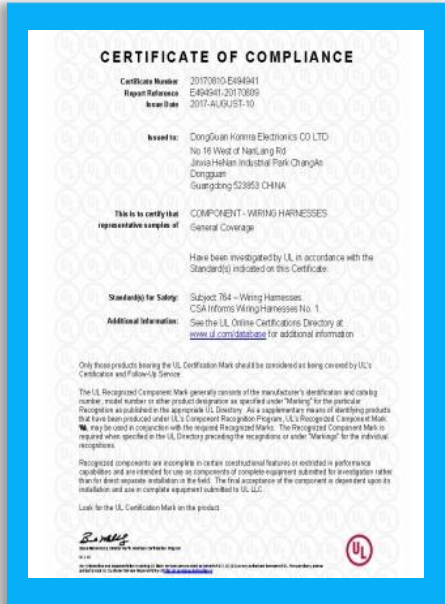 CERTIFICATE OF COMPLIANCE
Certificate Number 20170810-E494941
Report Reference E494941-20170809
Issue Date 2017-AUGUST-10
Issued to: DongGuan Komra Electrionics CO LTD
No 16 West of NanLang Rd
Jinxia HeNan Industrial Park ChangAn
Dongguan
Guangdong 523853 CHINA
This is to certify that COMPONENT - WIRING HARNESSES
representative samples of General Coverage
Have been investigated by UL in accordance with the
Standard(s) indicated on this Certificate.
Standard(s) for Safety: Subject 764 – Wiring Harnesses
CSA Informs Wiring Harnesses No. 1.
Additional Information: See the UL Online Certifications Directory at
www.ul.com/database for additional information
Only those products bearing the UL Certification Mark should be considered as being covered by UL's
Certification and Follow-Up Service.
The UL Recognized Component Mark generally consists of the manufacturer's identification and catalog
number, model number or other product designation as specified under "Marking" for the particular
Recognition as published in the appropriate UL Directory. As a supplementary means of identifying products
that have been produced under UL's Component Recognition Program, UL's Recognized Component Mark:
may be used in conjunction with the required Recognized Marks. The Recognized Component Mark is
required when specified in the UL Directory preceding the recognitions or under "Markings" for the individual
recognitions.
Recognized components are incomplete in certain constructional features or restricted in performance
capabilities and are intended for use as components of complete equipment submitted for investigation rather
than for direct separate installation in the field. The final acceptance of the component is dependent upon its
installation and use in complete equipment submitted to UL LLC.
Look for the UL Certification Mark on the product.
UL